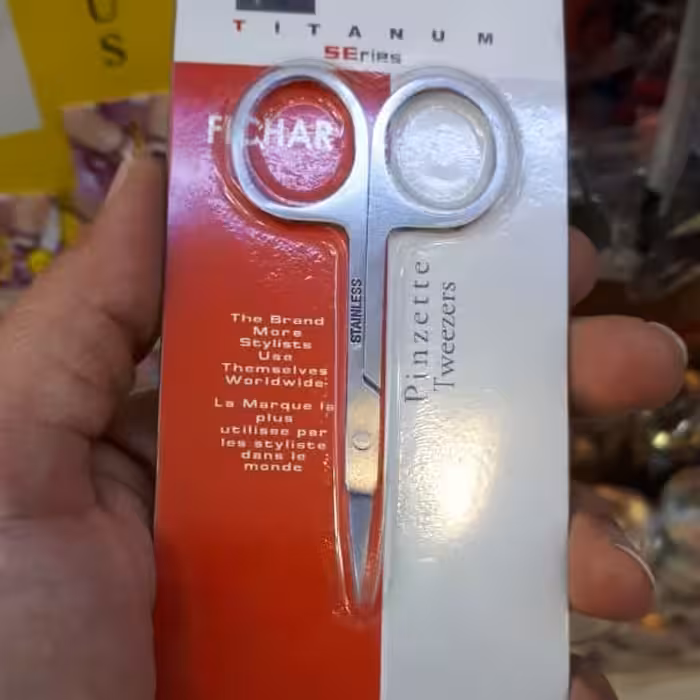 US
TITANUM
SEries
FICHAR
STAINLESS
The Brand
More
Stylists
Use
Themselves
Worldwide
La Marque la
plus
utilisee par
les styliste
dans le
monde
Pinzette
Tweezers